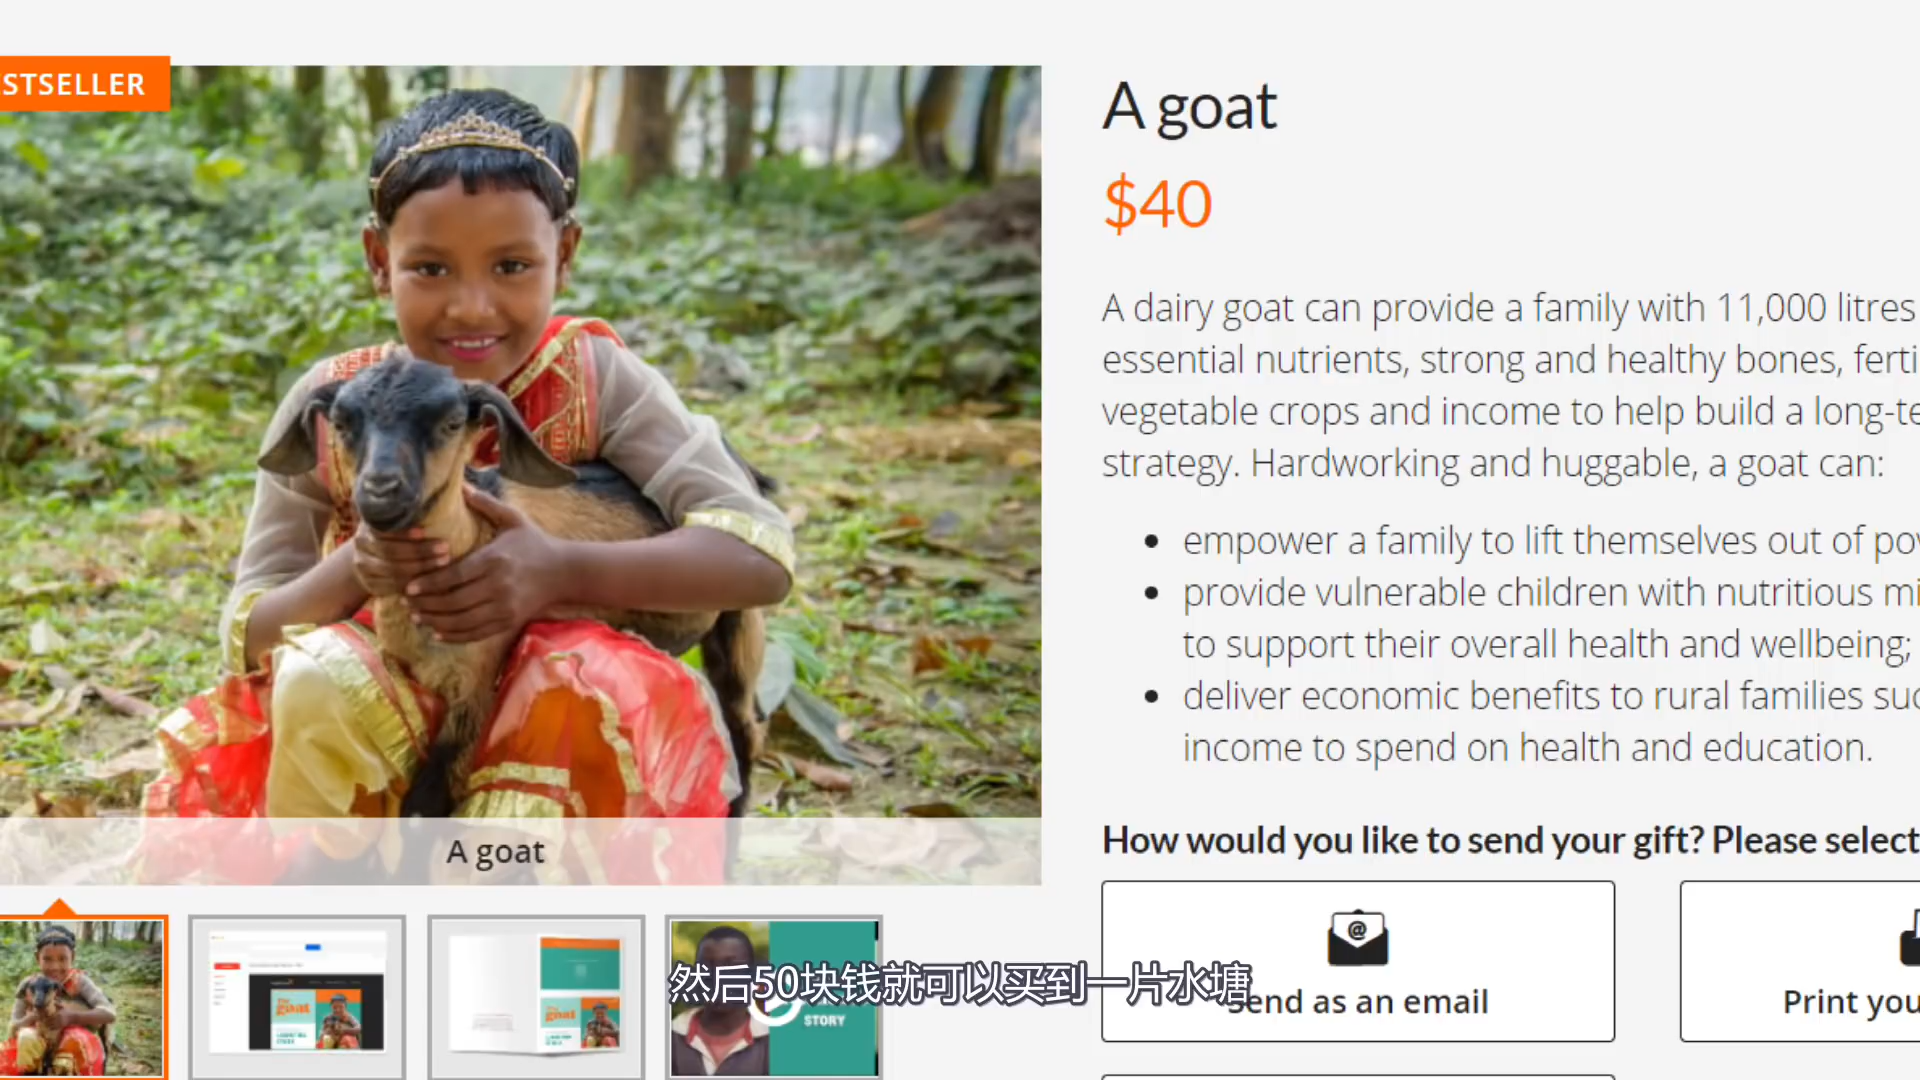 STSELLER
A goat
$40
A dairy goat can provide a family with 11,000 litres
essential nutrients, strong and healthy bones, ferti
vegetable crops and income to help build a long-te
strategy. Hardworking and huggable, a goat can:
• empower a family to lift themselves out of pov
• provide vulnerable children with nutritious mi
to support their overall health and wellbeing;
• deliver economic benefits to rural families suc
income to spend on health and education.
How would you like to send your gift? Please select
A goat
@
Send as an email
Print you
goat
goat
STORY
然后50块钱就可以买到一片水塘